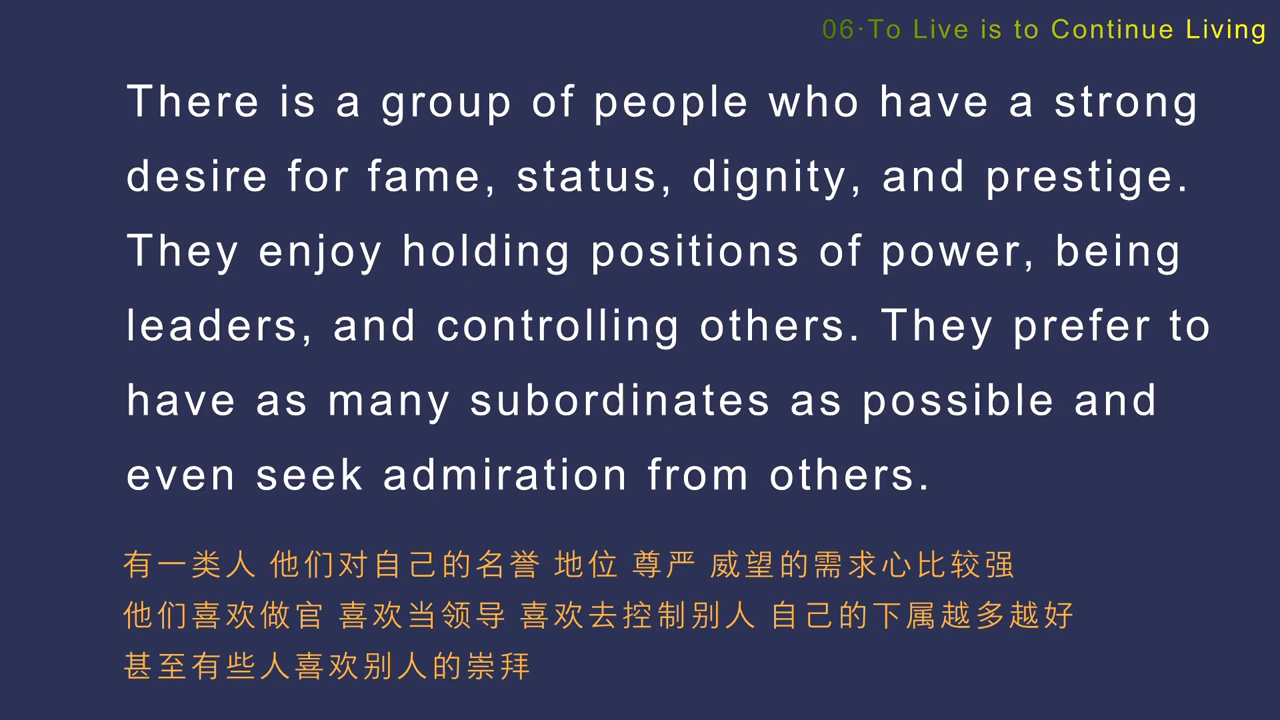 06·To Live is to Continue Living
There is a group of people who have a strong
desire for fame, status, dignity, and prestige.
They enjoy holding positions of power, being
leaders, and controlling others. They prefer to
have as many subordinates as possible and
even seek admiration from others.
有一类人 他们对自己的名誉 地位 尊严 威望的需求心比较强
他们喜欢做官 喜欢当领导 喜欢去控制别人 自己的下属越多越好
甚至有些人喜欢别人的崇拜